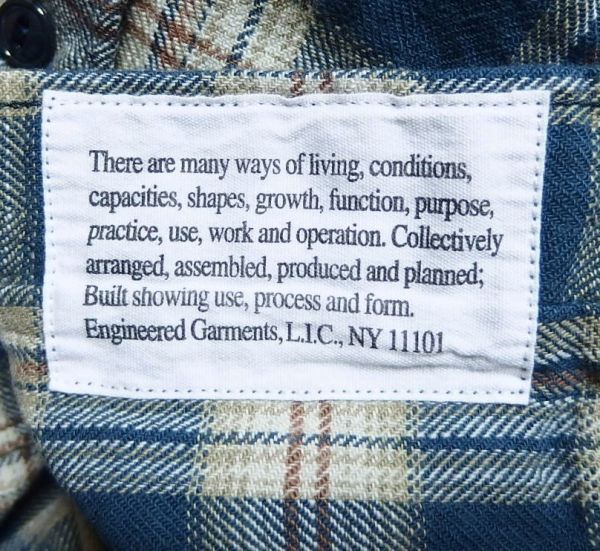 There are many ways of living, conditions,
capacities, shapes, growth, function, purpose,
practice, use, work and operation. Collectively
arranged, assembled, produced and planned;
Built showing use, process and form.
Engineered Garments, L.I.C., NY 11101